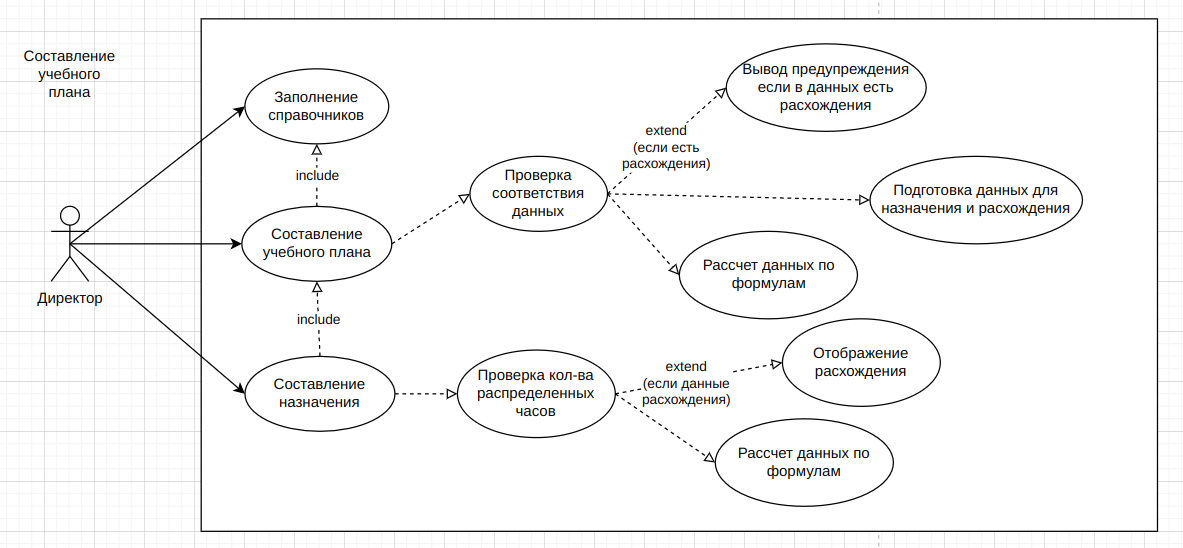 Составление
учебного
плана
Директор
Заполнение
справочников
include
Составление
учебного плана
include
Составление
назначения
Проверка
соответствия
данных
extend
(если есть
расхождения)
Вывод предупреждения
если в данных есть
расхождения
Подготовка данных для
назначения и расхождения
Рассчет данных по
формулам
Проверка кол-ва
распределенных
часов
extend
(если данные
расхождения)
Отображение
расхождения
Рассчет данных по
формулам